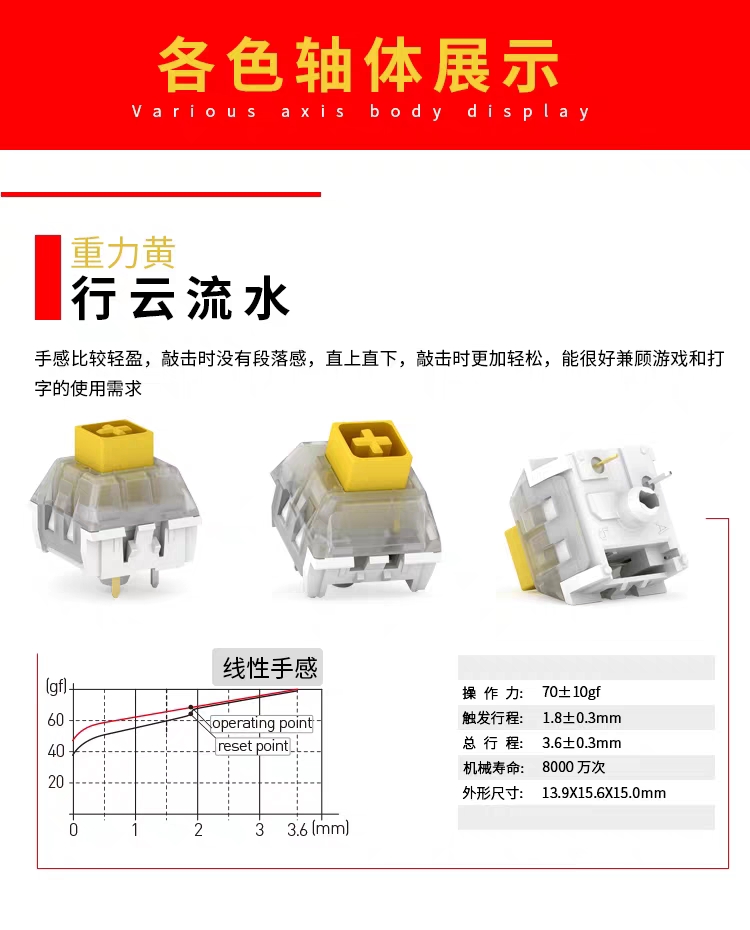 各色轴体展示
Various axis body display
重力黄
行云流水
手感比较轻盈，敲击时没有段落感，直上直下，敲击时更加轻松，能很好兼顾游戏和打
字的使用需求
线性手感
(gf)
60
40
20
operating point
reset point
0 1 2 3 3.6 (mm)
操 作 力: 70±10gf
触发行程: 1.8±0.3mm
总 行 程: 3.6±0.3mm
机械寿命: 8000 万次
外形尺寸: 13.9X15.6X15.0mm